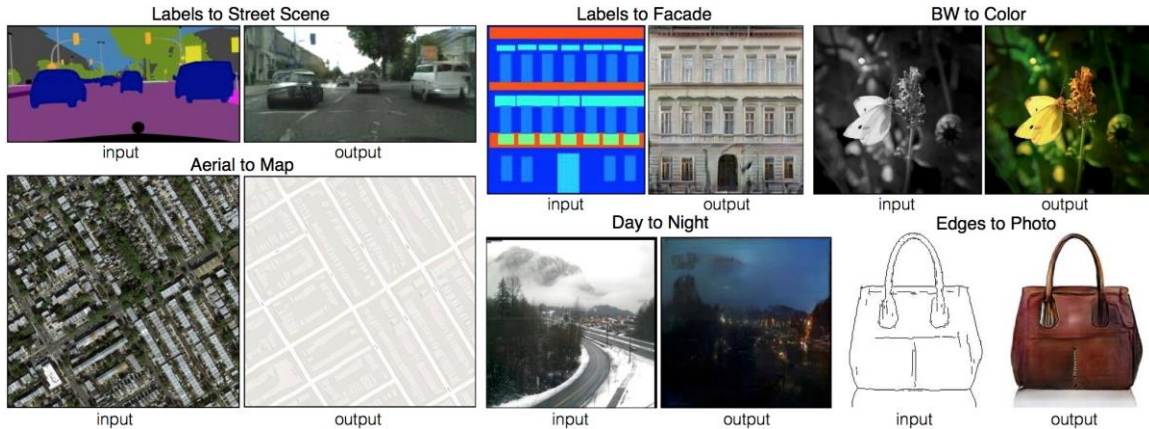 Labels to Street Scene
input
output
Aerial to Map
input
output
Labels to Facade
input
output
BW to Color
input
output
Day to Night
input
output
Edges to Photo
input
output